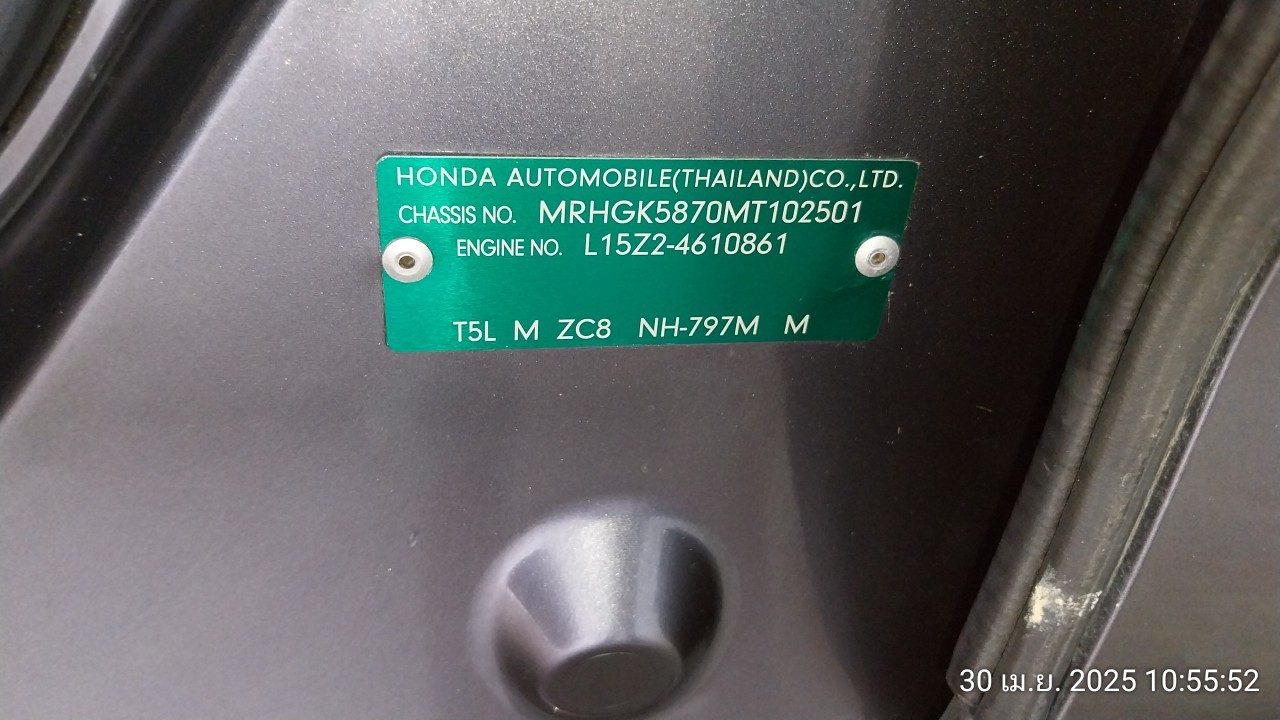 HONDA AUTOMOBILE(THAILAND)CO.,LTD.
CHASSIS NO. MRHGK5870MT102501
ENGINE NO. L15Z2-4610861
T5L M ZC8 NH-797M M
30 เม.ย. 2025 10:55:52